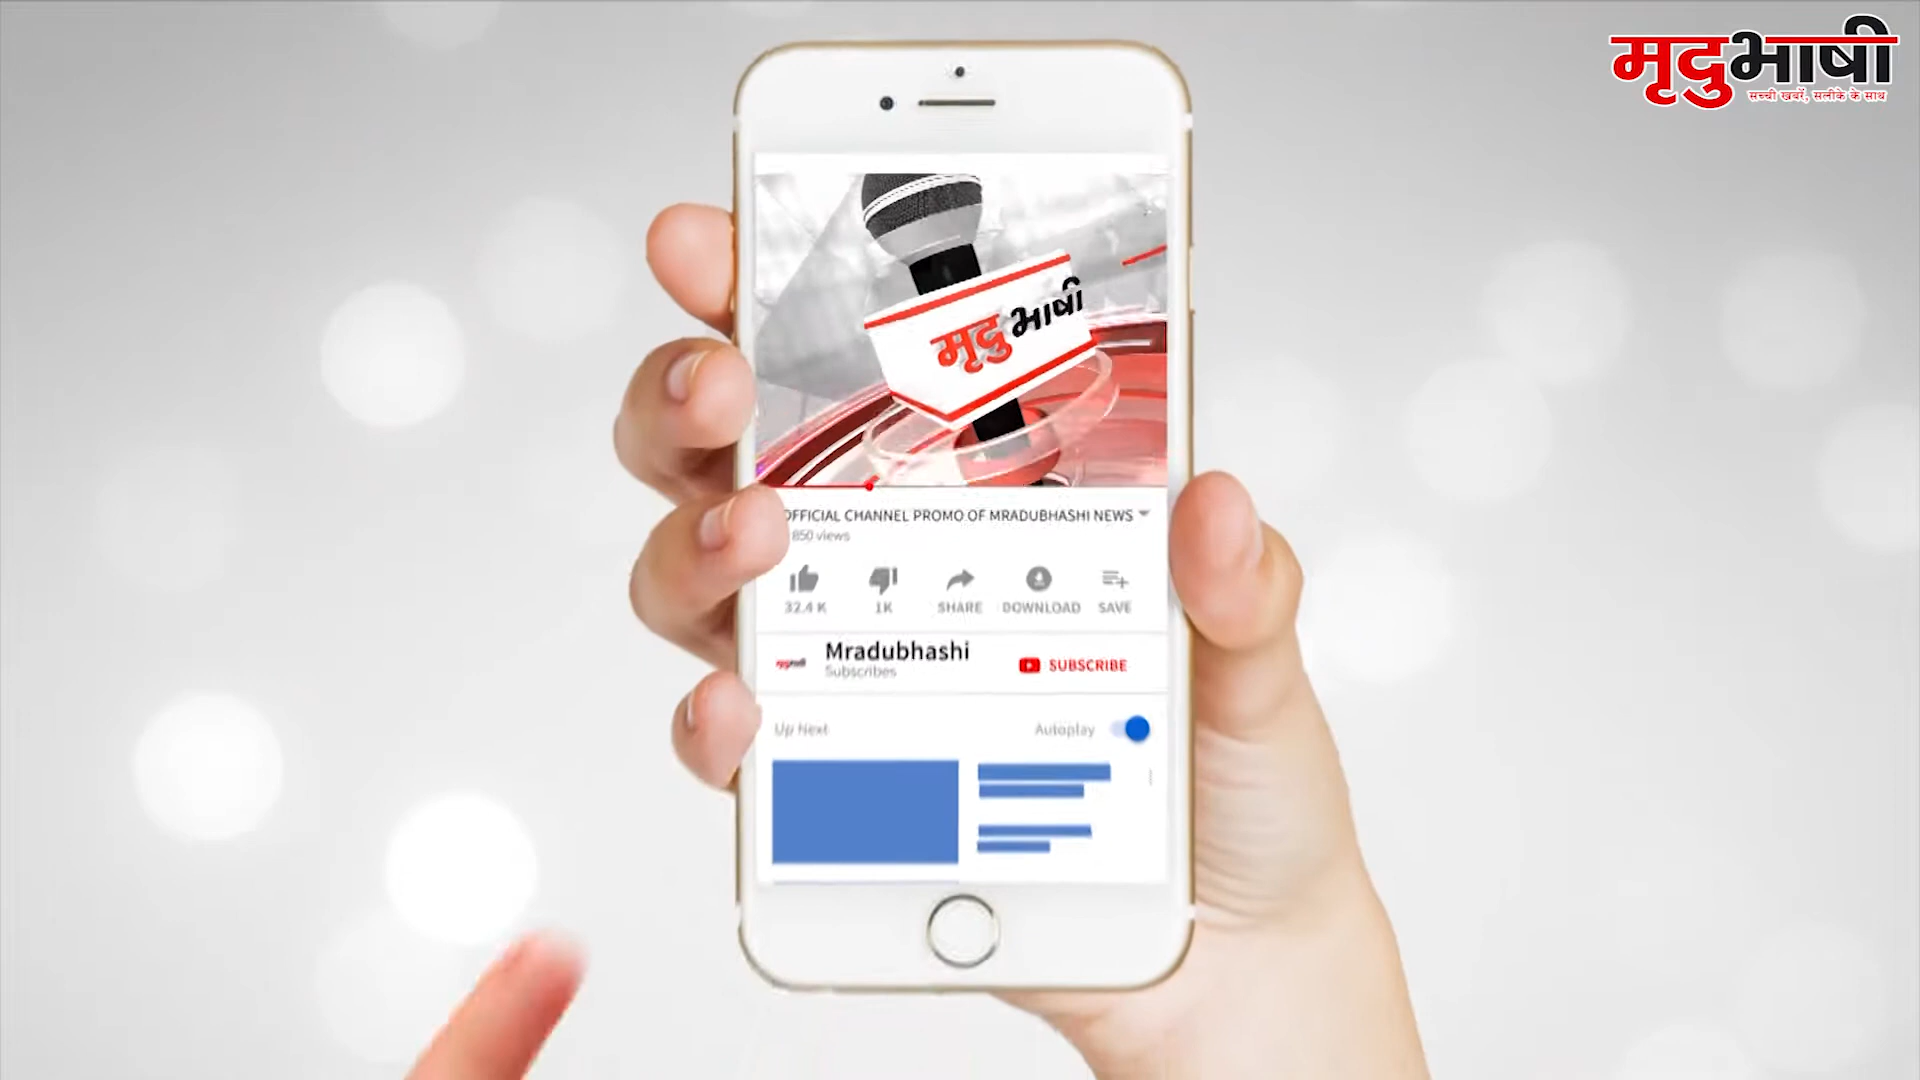 मृदुभाषी
सच्ची खबरें, सलीके के साथ
मृदुभाषी
OFFICIAL CHANNEL PROMO OF MRADUBHASHI NEWS
850 views
32.4 K
1K
SHARE
DOWNLOAD
SAVE
Mradubhashi
Subscribes
SUBSCRIBE
Up Next
Autoplay